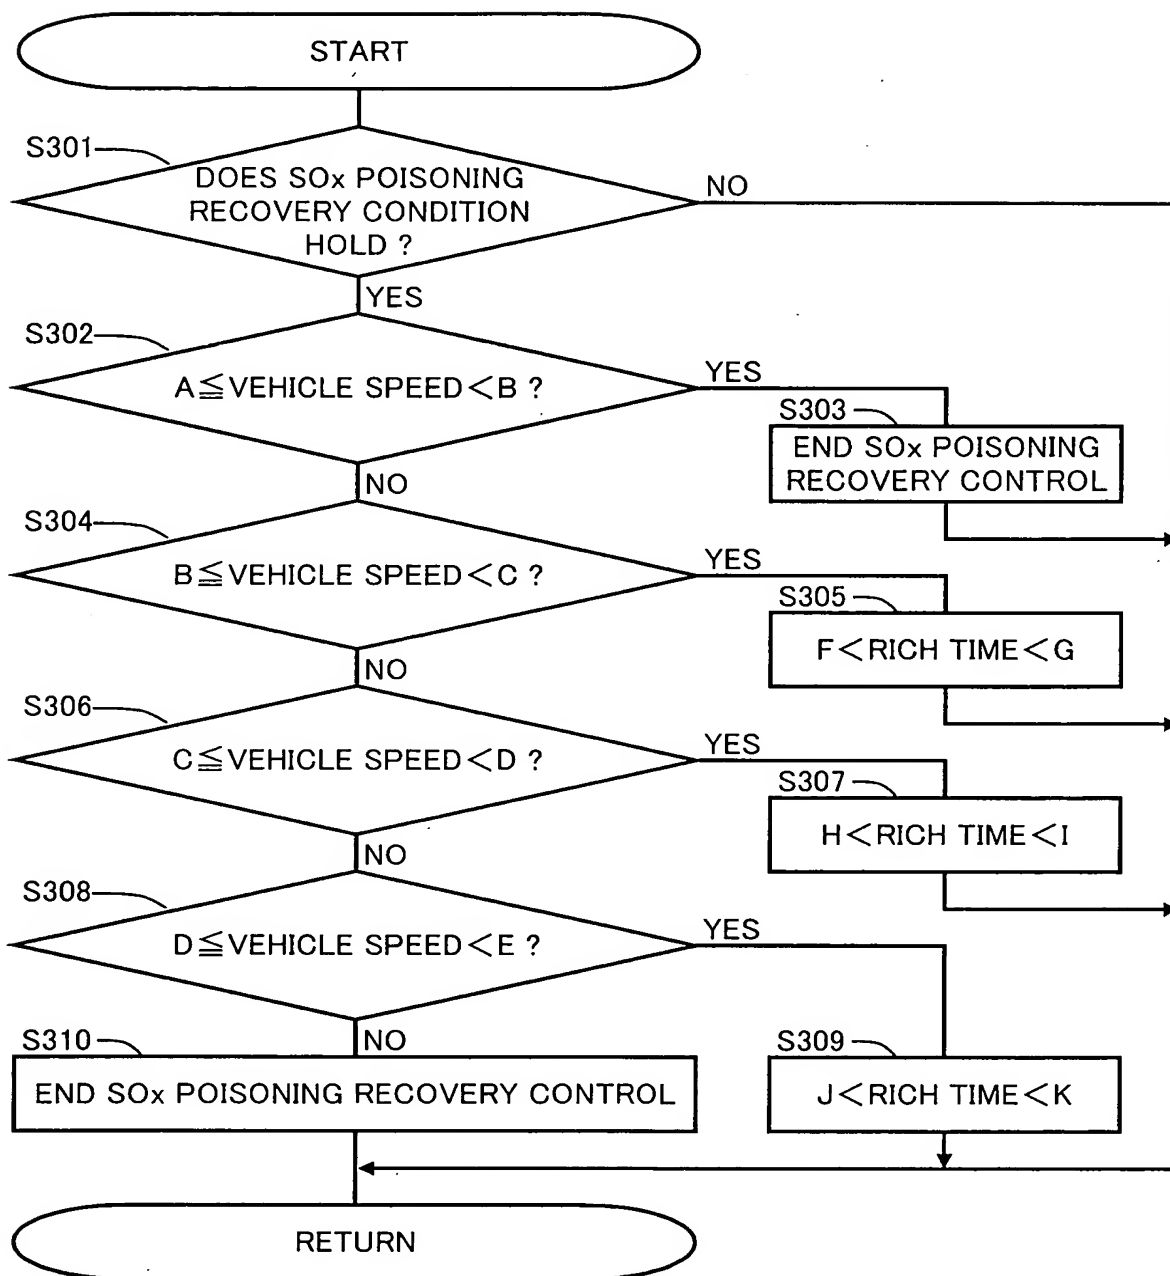 START
S301
DOES SOx POISONING
RECOVERY CONDITION
HOLD ?
NO
YES
S302
A≦VEHICLE SPEED<B ?
YES
S303
END SOx POISONING
RECOVERY CONTROL
NO
S304
B≦VEHICLE SPEED<C ?
YES
S305
F<RICH TIME<G
NO
S306
C≦VEHICLE SPEED<D ?
YES
S307
H<RICH TIME<I
NO
S308
D≦VEHICLE SPEED<E ?
YES
NO
S310
END SOx POISONING RECOVERY CONTROL
S309
J<RICH TIME<K
RETURN